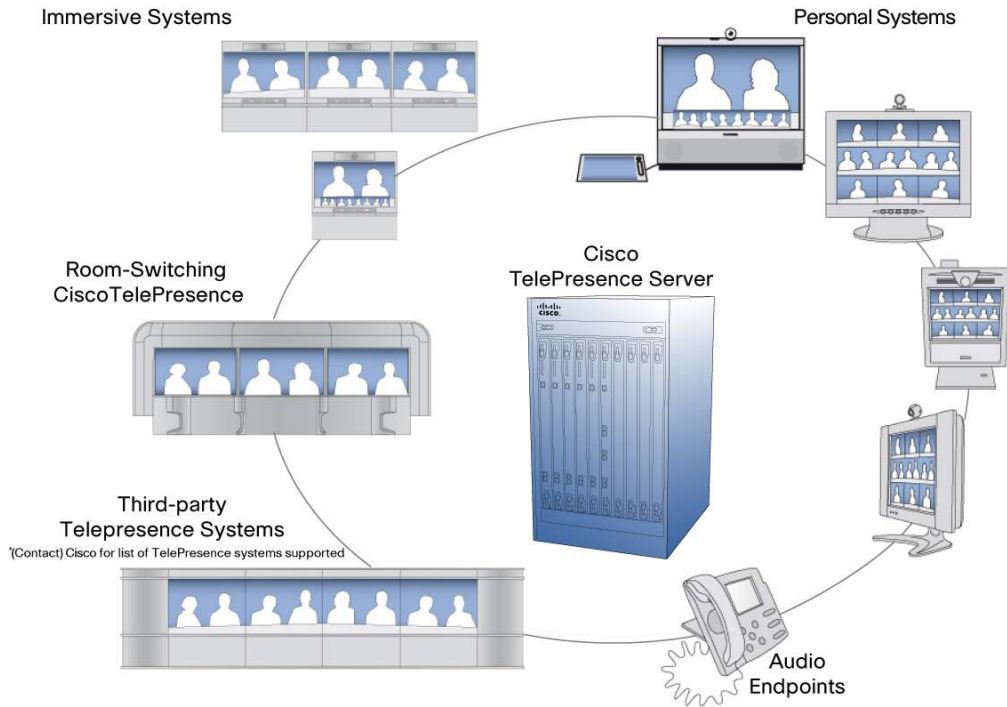 Immersive Systems
Personal Systems
Room-Switching
CiscoTelePresence
Cisco
TelePresence Server
CISCO.
Third-party
Telepresence Systems
*(Contact) Cisco for list of TelePresence systems supported
Audio
Endpoints